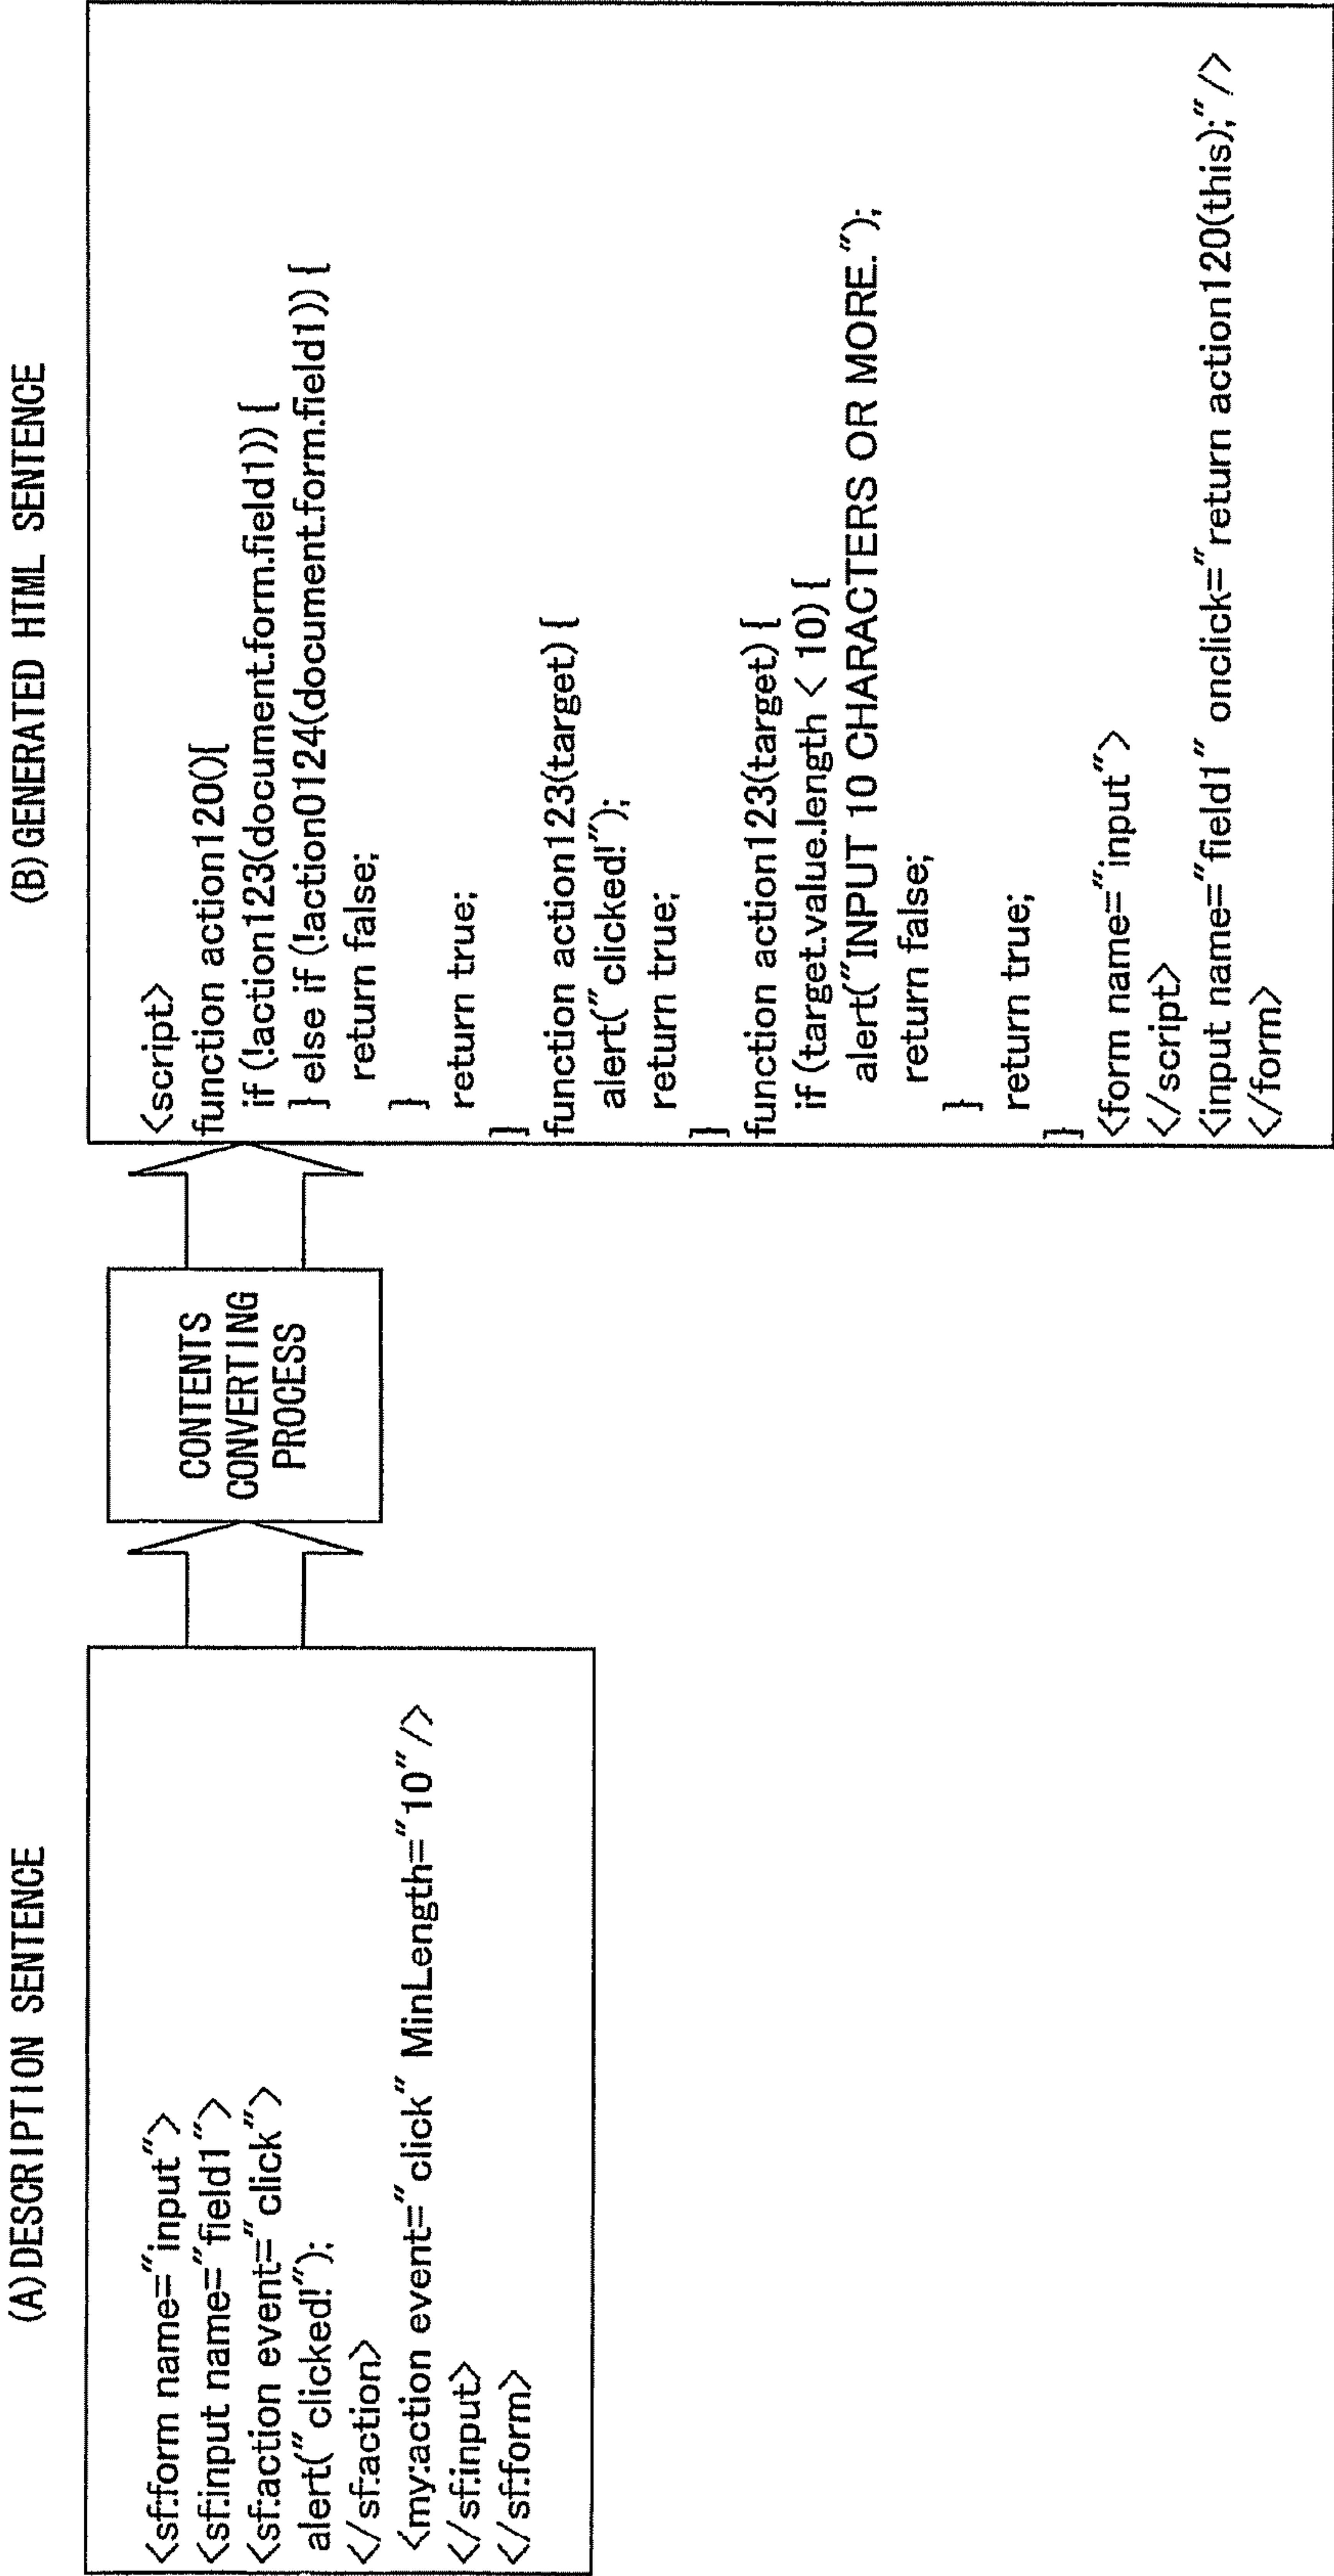 (A)DESCRIPTION SENTENCE
<sf:form name="input">
<sf:input name="field1">
<sf:action event="click">
alert("clicked!");
</sf:action>
<my:action event="click" MinLength="10"/>
</sf:input>
</sf:form>
CONTENTS
CONVERTING
PROCESS
(B)GENERATED HTML SENTENCE
<script>
function action120(){
if (!action123(document.form.field1)) {
} else if (!action0124(document.form.field1)) {
return false;
}
return true;
}
function action123(target) {
alert("clicked!");
return true;
}
function action123(target) {
if (target.value.length < 10) {
alert("INPUT 10 CHARACTERS OR MORE.");
return false;
}
return true;
}
<form name="input">
</script>
<input name="field1" onclick="return action120(this);"/>
</form>